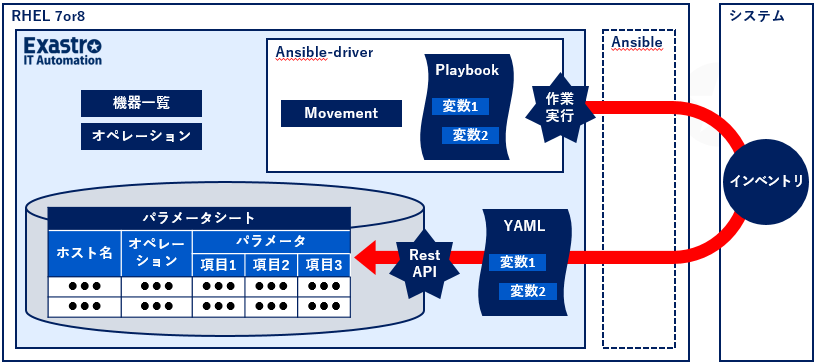 RHEL 7or8
システム
Exastro
IT Automation
Ansible-driver
Ansible
Playbook
変数1
変数2
Movement
機器一覧
オペレーション
作業
実行
インベントリ
パラメータシート
ホスト名
オペレー
ション
パラメータ
項目1
項目2
項目3
●●●
●●●
●●●
●●●
●●●
●●●
●●●
●●●
●●●
●●●
Rest
API
YAML
変数1
変数2